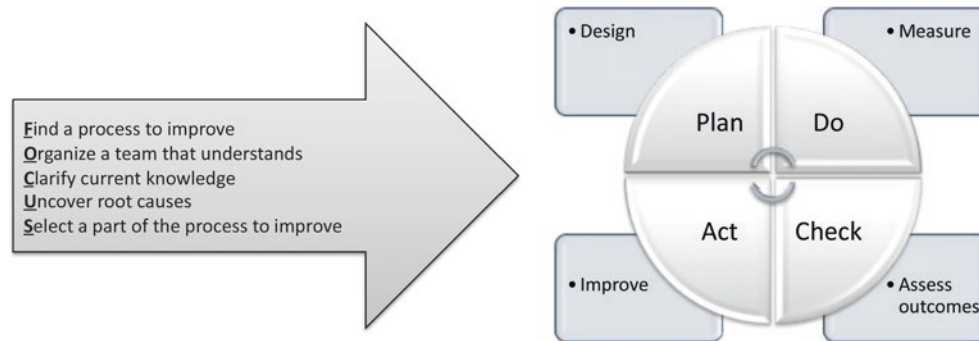 Find a process to improve
Organize a team that understands
Clarify current knowledge
Uncover root causes
Select a part of the process to improve
• Design
• Measure
Plan
Do
Act
Check
• Improve
• Assess
outcomes